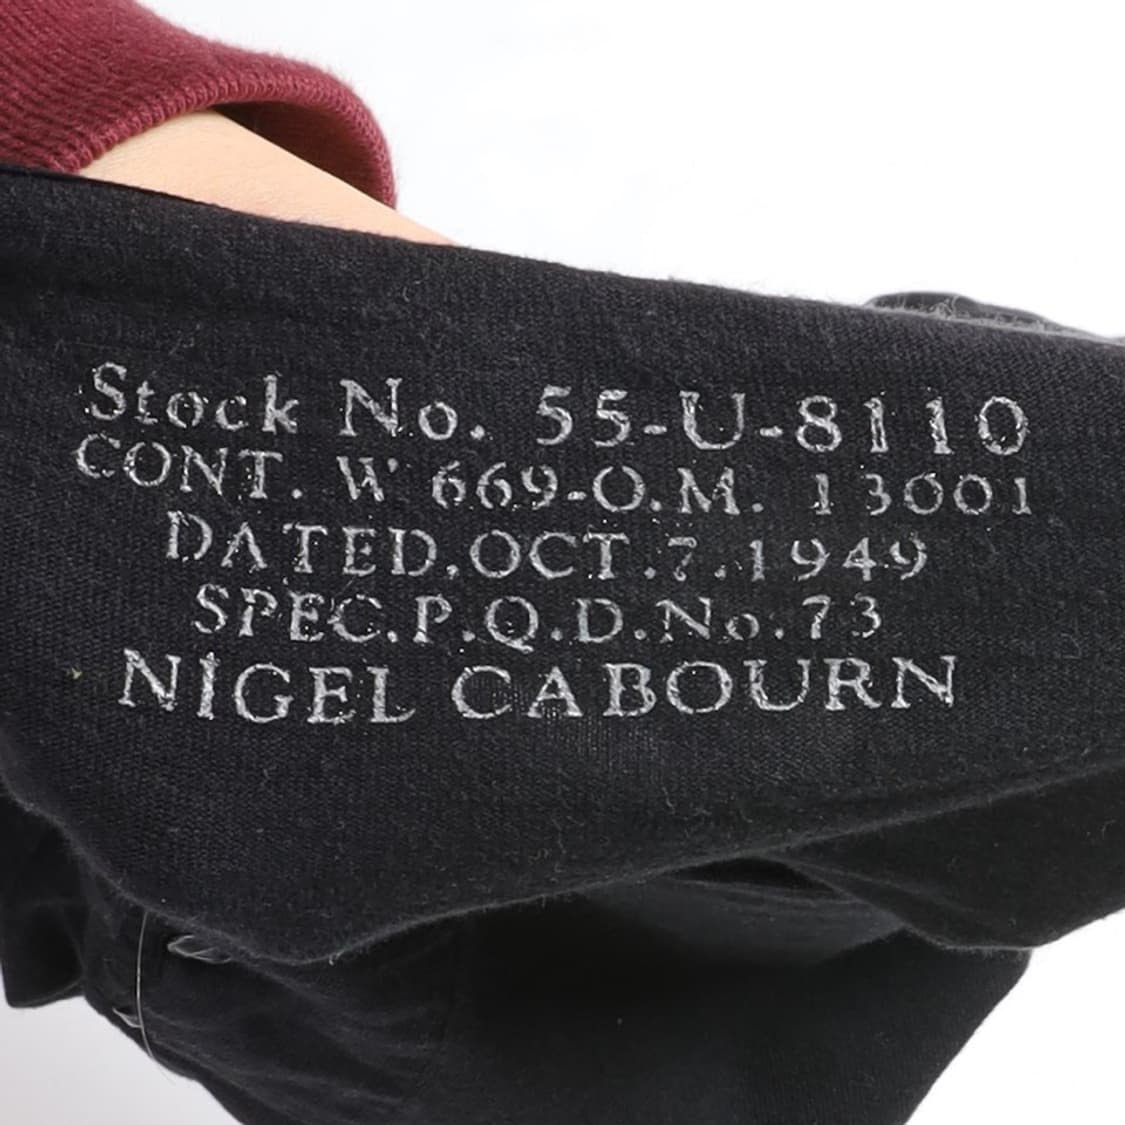 Stock No. 55-U-8110
CONT. W 669-O.M. 13001
DATED.OCT.7.1949
SPEC.P.Q.D.No.73
NIGEL CABOURN